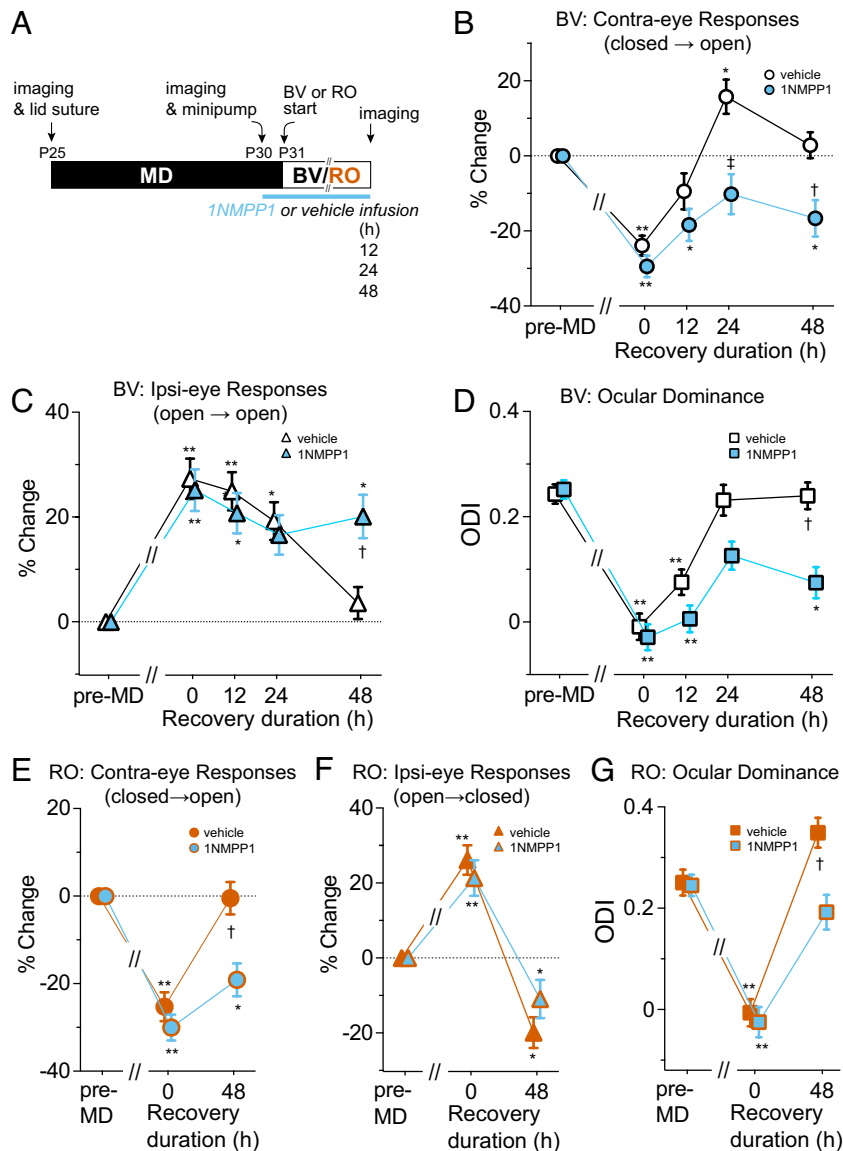 A
imaging
& lid suture
imaging
& minipump
BV or RO
start
imaging
P25
P30
P31
MD
//
BV/RO
//
1NMPP1 or vehicle infusion
(h)
12
24
48
B
BV: Contra-eye Responses
(closed → open)
vehicle
1NMPP1
% Change
20
0
-20
-40
*
‡
†
**
**
*
*
//
//
pre-MD
0
12
24
48
Recovery duration (h)
C
BV: Ipsi-eye Responses
(open → open)
vehicle
1NMPP1
% Change
40
20
0
**
**
*
*
**
*
†
//
//
pre-MD
0
12
24
48
Recovery duration (h)
D
BV: Ocular Dominance
vehicle
1NMPP1
ODI
0.4
0.2
0
**
**
†
**
**
*
//
//
pre-MD
0
12
24
48
Recovery duration (h)
E
RO: Contra-eye Responses
(closed→open)
vehicle
1NMPP1
% Change
20
0
-20
-40
**
†
**
*
//
//
pre-
MD
0
48
Recovery
duration (h)
F
RO: Ipsi-eye Responses
(open→closed)
vehicle
1NMPP1
% Change
40
20
0
-20
**
**
*
*
//
//
pre-
MD
0
48
Recovery
duration (h)
G
RO: Ocular Dominance
vehicle
1NMPP1
ODI
0.4
0.2
0
**
†
**
//
//
pre-
MD
0
48
Recovery
duration (h)